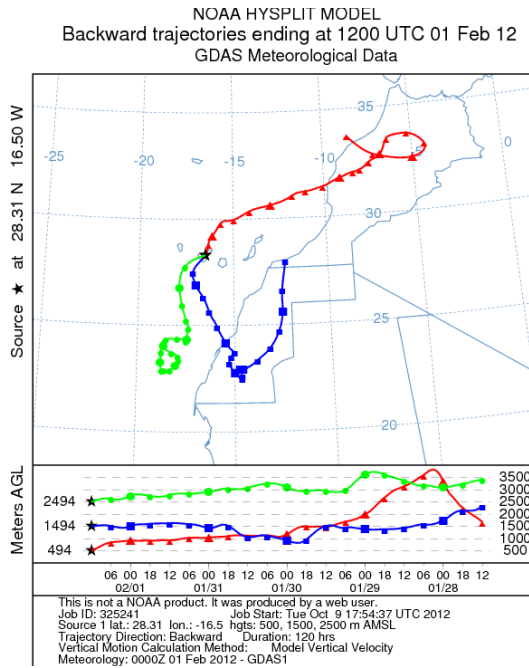 NOAA HYSPLIT MODEL
Backward trajectories ending at 1200 UTC 01 Feb 12
GDAS Meteorological Data
Source ★ at 28.31 N 16.50 W
35
-25
-20
-15
-10
-5
0
30
25
20
Meters AGL
2494
1494
494
3500
3000
2500
2000
1500
1000
500
06 00 18 12 06 00 18 12 06 00 18 12 06 00 18 12 06 00 18 12
02/01 01/31 01/30 01/29 01/28
This is not a NOAA product. It was produced by a web user.
Job ID: 325241 Job Start: Tue Oct 9 17:54:37 UTC 2012
Source 1 lat.: 28.31 lon.: -16.5 hgts: 500, 1500, 2500 m AMSL
Trajectory Direction: Backward Duration: 120 hrs
Vertical Motion Calculation Method: Model Vertical Velocity
Meteorology: 0000Z 01 Feb 2012 - GDAS1